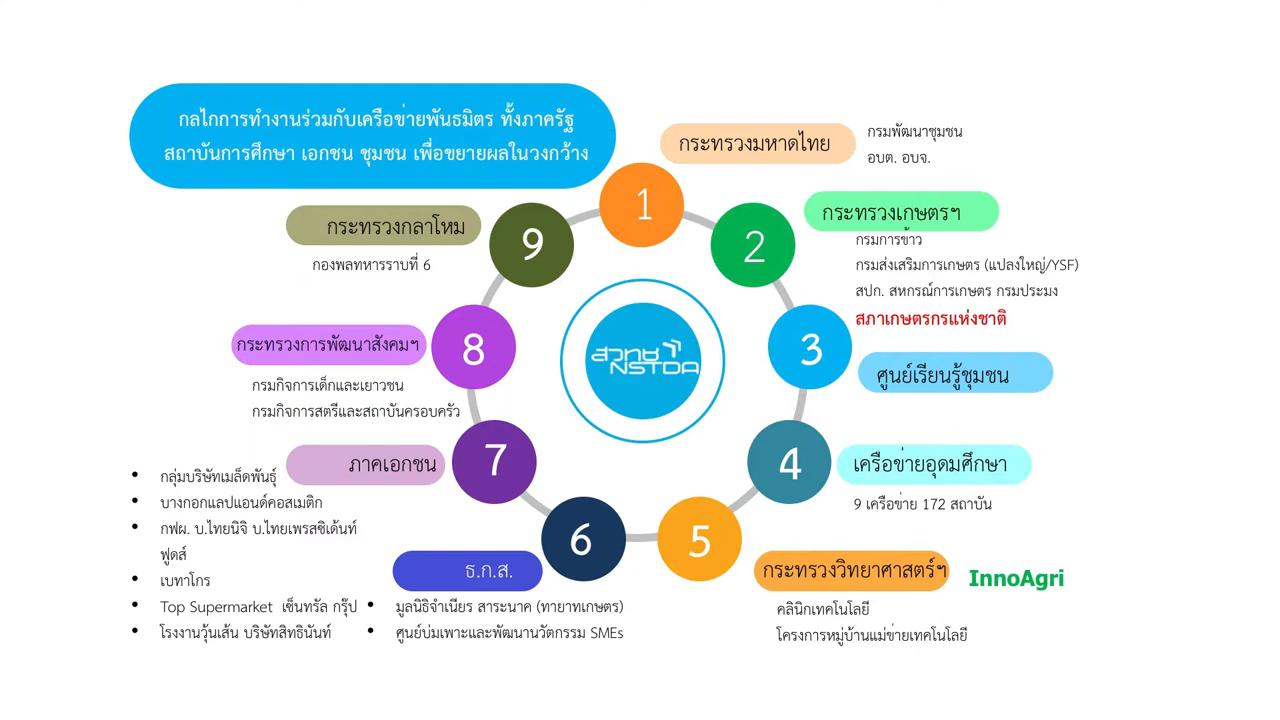 กลไกการทำงานร่วมกับเครือข่ายพันธมิตร ทั้งภาครัฐ
สถาบันการศึกษา เอกชน ชุมชน เพื่อขยายผลในวงกว้าง
1
กระทรวงมหาดไทย
กรมพัฒนาชุมชน
อบต. อบจ.
2
กระทรวงเกษตรฯ
กรมการข้าว
กรมส่งเสริมการเกษตร (แปลงใหญ่/YSF)
สปก. สหกรณ์การเกษตร กรมประมง
สภาเกษตรกรแห่งชาติ
3
ศูนย์เรียนรู้ชุมชน
4
เครือข่ายอุดมศึกษา
9 เครือข่าย 172 สถาบัน
5
กระทรวงวิทยาศาสตร์ฯ
InnoAgri
คลินิกเทคโนโลยี
โครงการหมู่บ้านแม่ข่ายเทคโนโลยี
6
ธ.ก.ส.
• มูลนิธิจำเนียร สาระนาค (ทายาทเกษตร)
• ศูนย์บ่มเพาะและพัฒนานวัตกรรม SMEs
7
ภาคเอกชน
• กลุ่มบริษัทเมล็ดพันธุ์
• บางกอกแลปแอนด์คอสเมติก
• กฟผ. บ.ไทยนิจิ บ.ไทยเพรสซิเด้นท์
ฟูดส์
• เบทาโกร
• Top Supermarket เซ็นทรัล กรุ๊ป
• โรงงานวุ้นเส้น บริษัทสิทธินันท์
8
กระทรวงการพัฒนาสังคมฯ
กรมกิจการเด็กและเยาวชน
กรมกิจการสตรีและสถาบันครอบครัว
9
กระทรวงกลาโหม
กองพลทหารราบที่ 6
สวทช
NSTDA